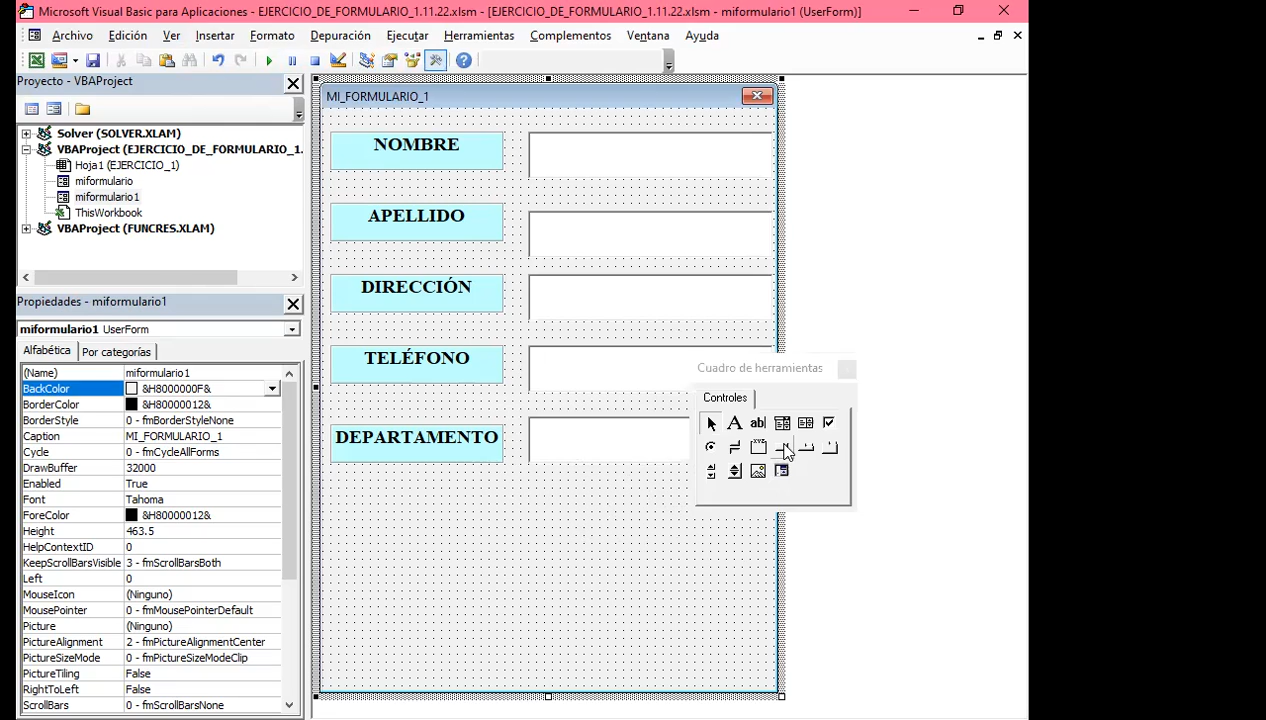 Microsoft Visual Basic para Aplicaciones - EJERCICIO_DE_FORMULARIO_1.11.22.xlsm - [EJERCICIO_DE_FORMULARIO_1.11.22.xlsm - miformulario1 (UserForm)]
Archivo Edición Ver Insertar Formato Depuración Ejecutar Herramientas Complementos Ventana Ayuda
Proyecto - VBAProject
Solver (SOLVER.XLAM)
VBAProject (EJERCICIO_DE_FORMULARIO_1.
Hoja1 (EJERCICIO_1)
miformulario
miformulario1
ThisWorkbook
VBAProject (FUNCRES.XLAM)
Propiedades - miformulario1
miformulario1 UserForm
Alfabética Por categorías
(Name) miformulario1
BackColor &H8000000F&
BorderColor &H80000012&
BorderStyle 0 - fmBorderStyleNone
Caption MI_FORMULARIO_1
Cycle 0 - fmCycleAllForms
DrawBuffer 32000
Enabled True
Font Tahoma
ForeColor &H80000012&
Height 463.5
HelpContextID 0
KeepScrollBarsVisible 3 - fmScrollBarsBoth
Left 0
MouseIcon (Ninguno)
MousePointer 0 - fmMousePointerDefault
Picture (Ninguno)
PictureAlignment 2 - fmPictureAlignmentCenter
PictureSizeMode 0 - fmPictureSizeModeClip
PictureTiling False
RightToLeft False
ScrollBars 0 - fmScrollBarsNone
MI_FORMULARIO_1
NOMBRE
APELLIDO
DIRECCIÓN
TELÉFONO
DEPARTAMENTO
Cuadro de herramientas
Controles
A ab|
XYZ